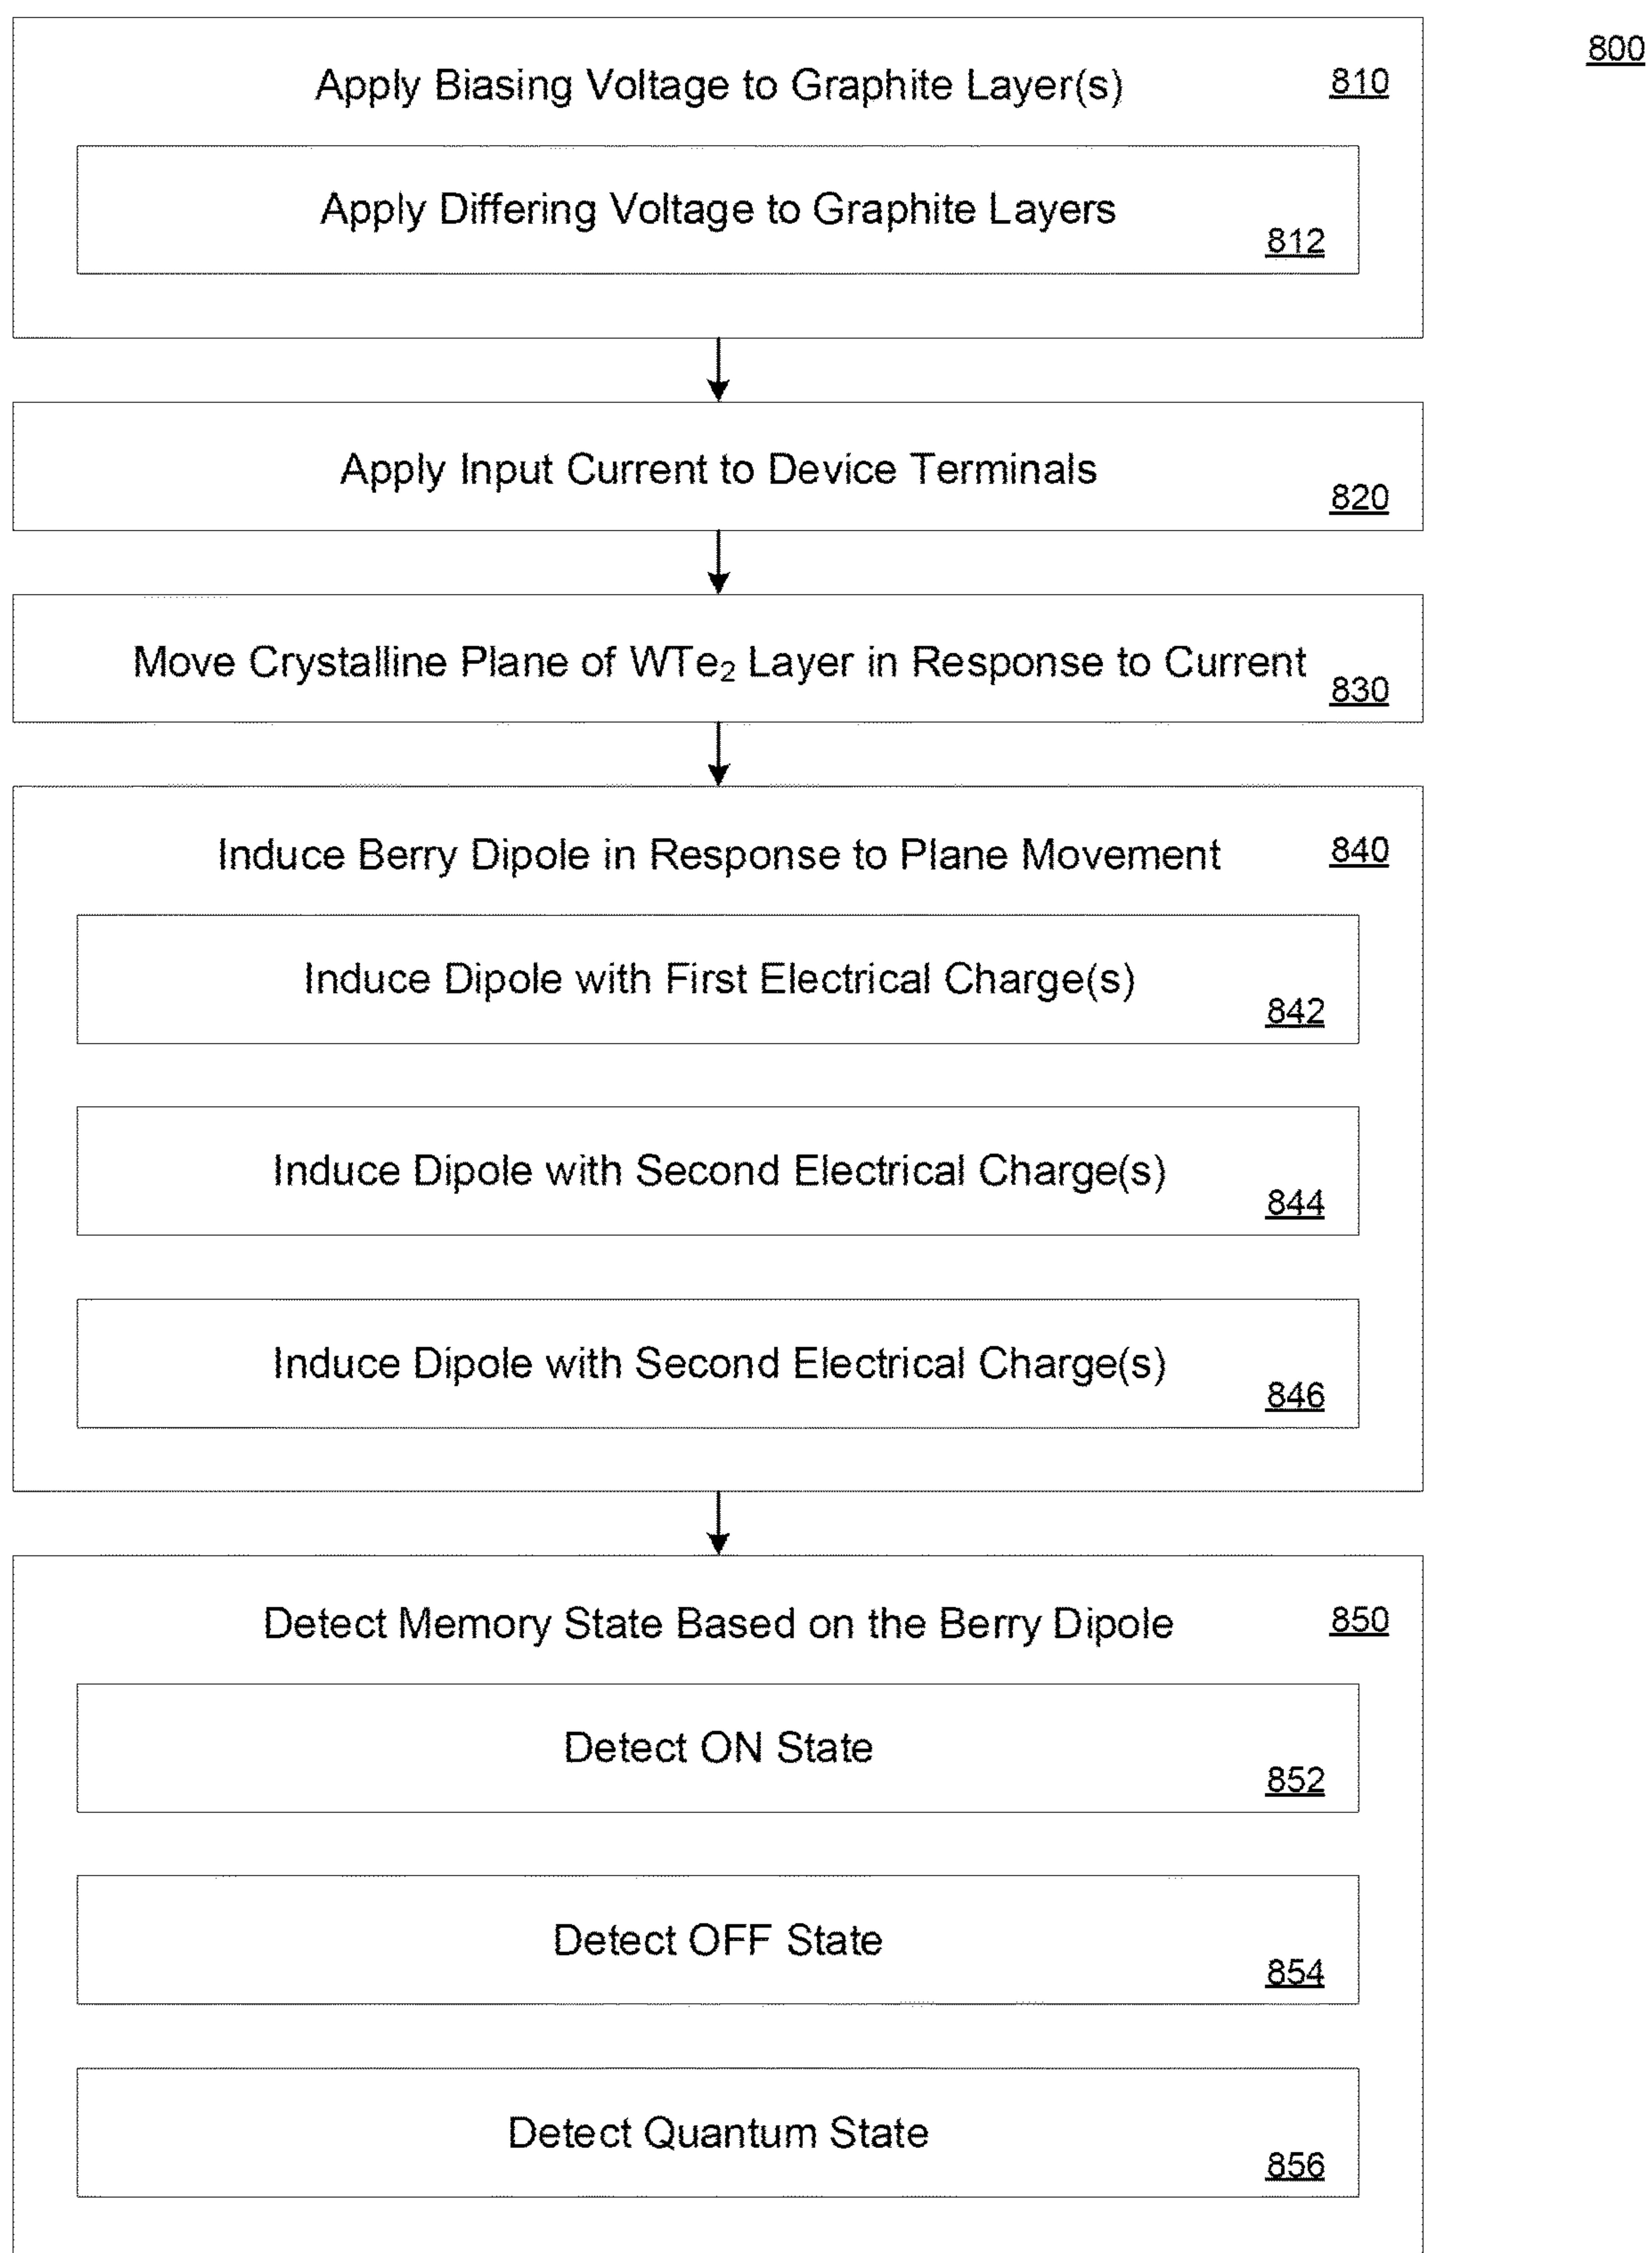 800
Apply Biasing Voltage to Graphite Layer(s) 810
Apply Differing Voltage to Graphite Layers
812
Apply Input Current to Device Terminals
820
Move Crystalline Plane of WTe₂ Layer in Response to Current
830
Induce Berry Dipole in Response to Plane Movement 840
Induce Dipole with First Electrical Charge(s)
842
Induce Dipole with Second Electrical Charge(s)
844
Induce Dipole with Second Electrical Charge(s)
846
Detect Memory State Based on the Berry Dipole 850
Detect ON State
852
Detect OFF State
854
Detect Quantum State
856